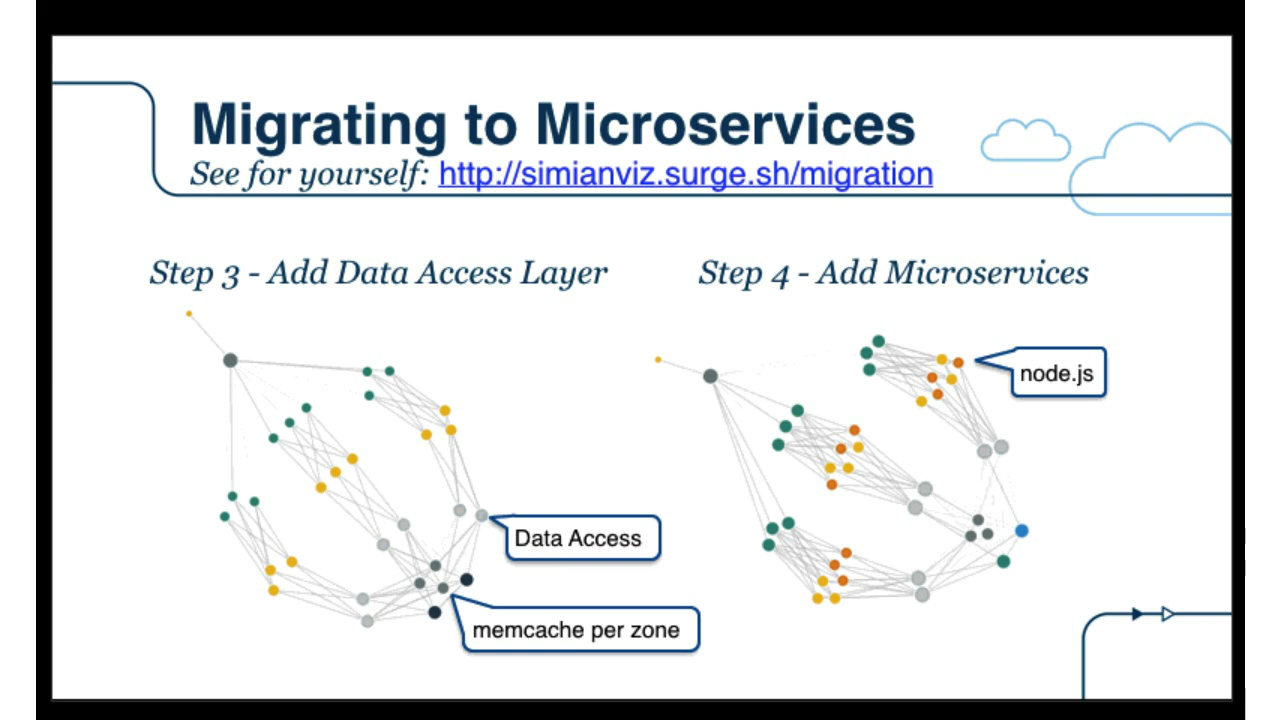 Migrating to Microservices
See for yourself: http://simianviz.surge.sh/migration
Step 3 - Add Data Access Layer
Step 4 - Add Microservices
node.js
Data Access
memcache per zone